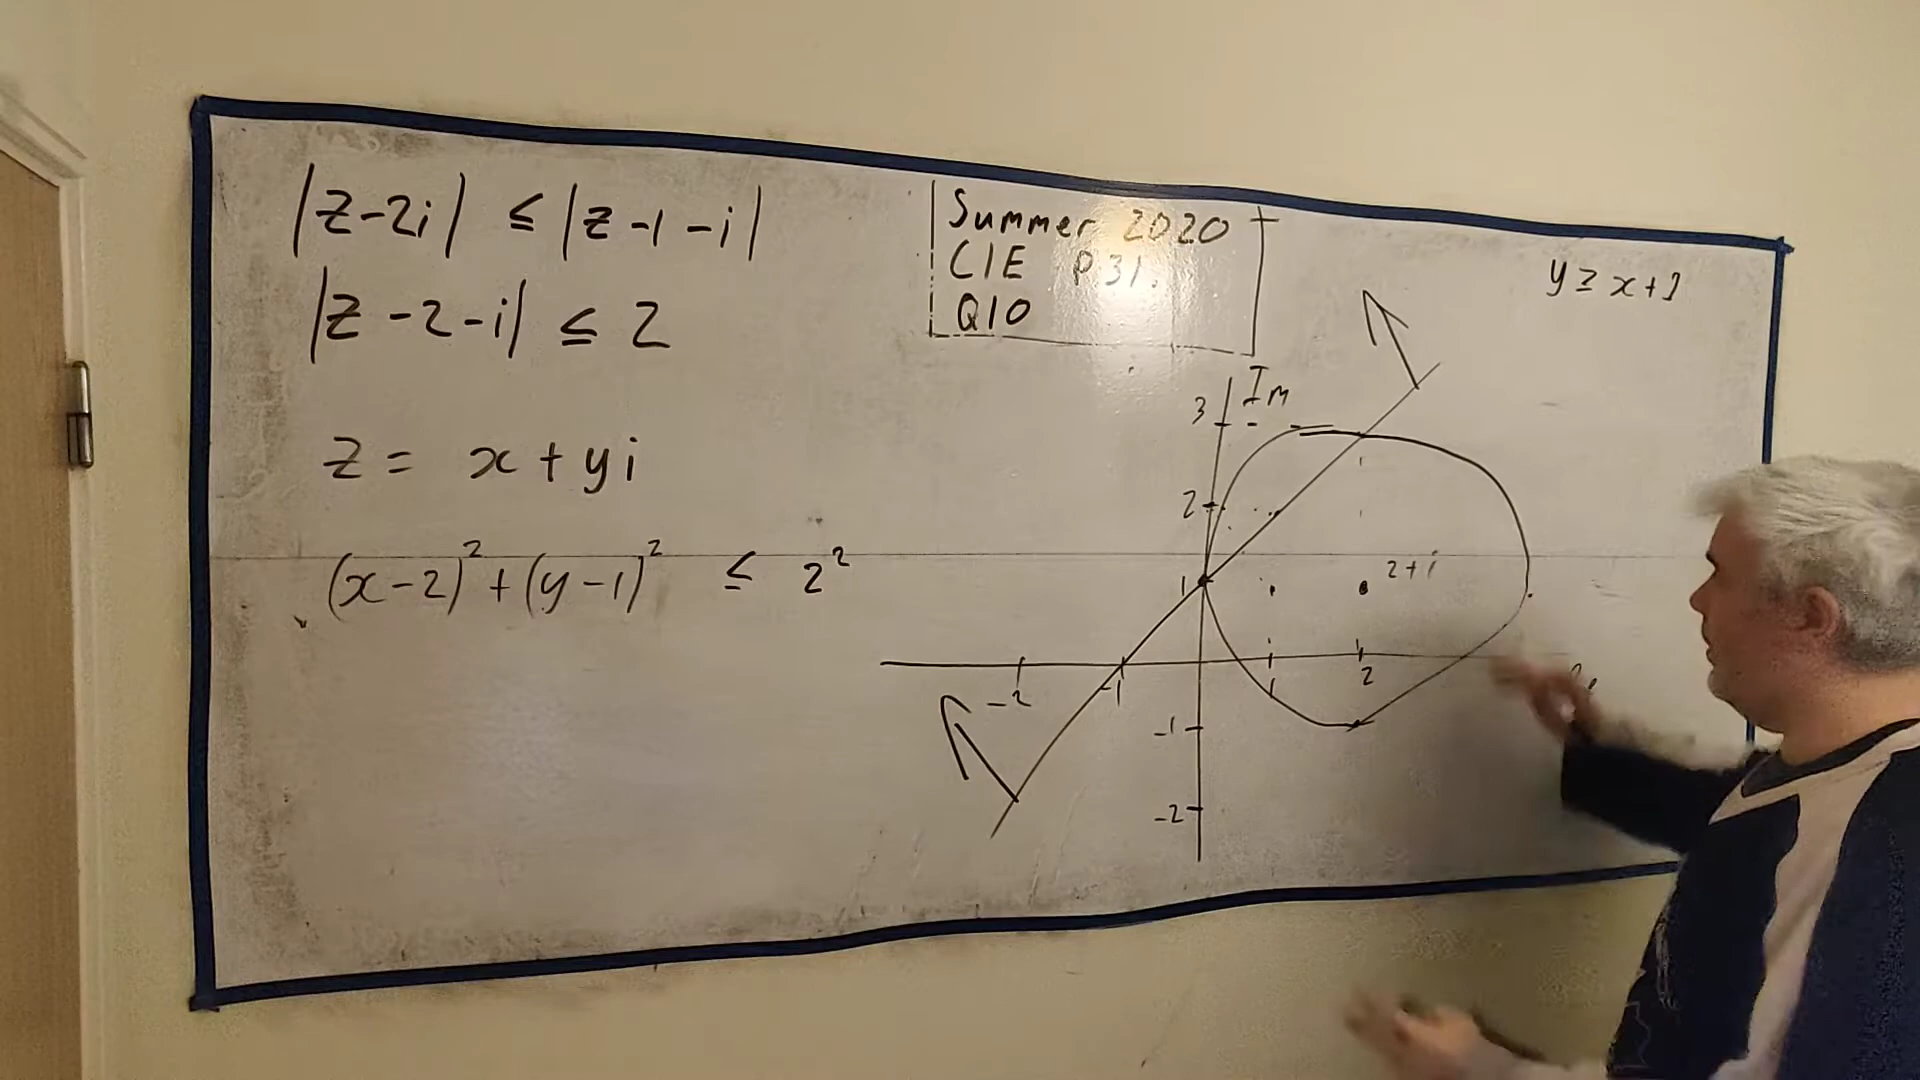 |z-2i| ≤ |z-1-i|
|z-2-i| ≤ 2
z = x+yi
(x-2)² + (y-1)² ≤ 2²
Summer 2020
CIE P31.
Q10
y ≥ x+1
Im
3
2
1
2+i
-2 -1 1 2
-1
-2